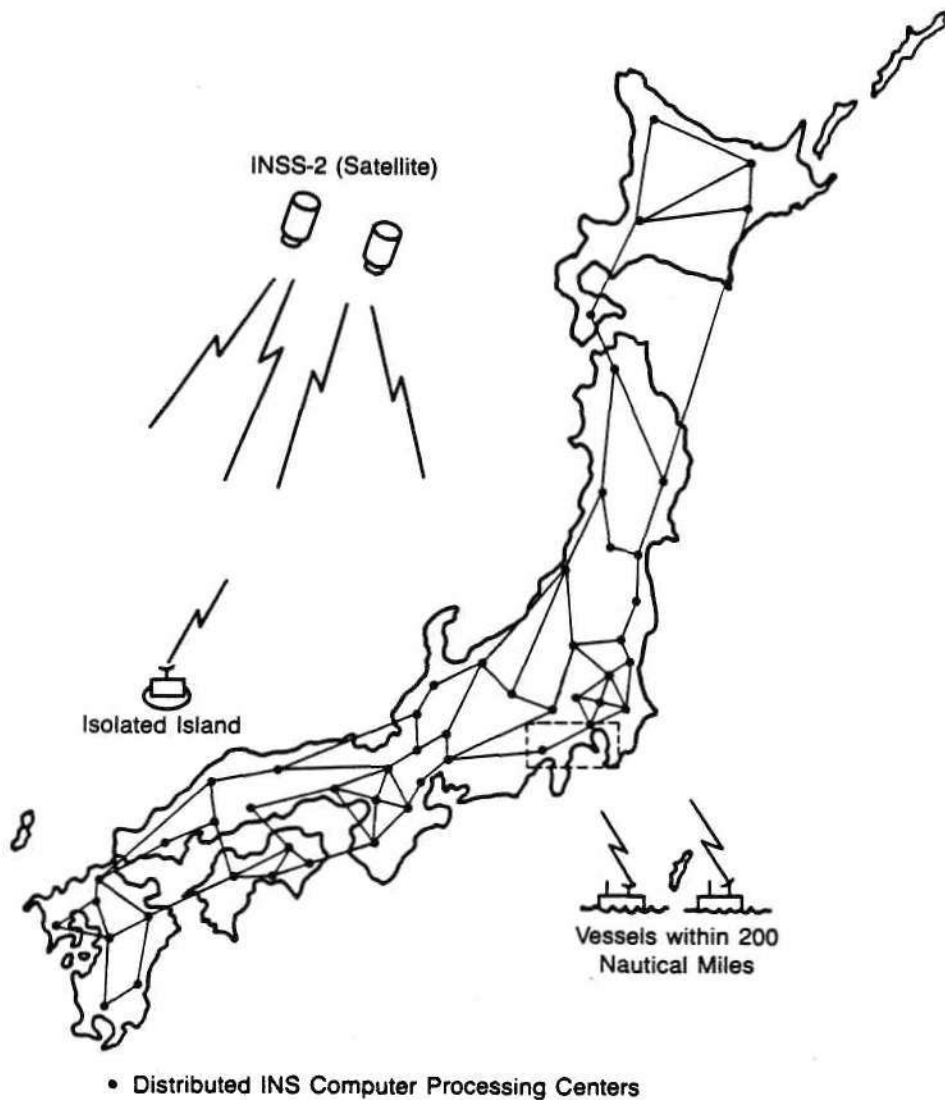 INSS-2 (Satellite)
Isolated Island
Vessels within 200
Nautical Miles
• Distributed INS Computer Processing Centers